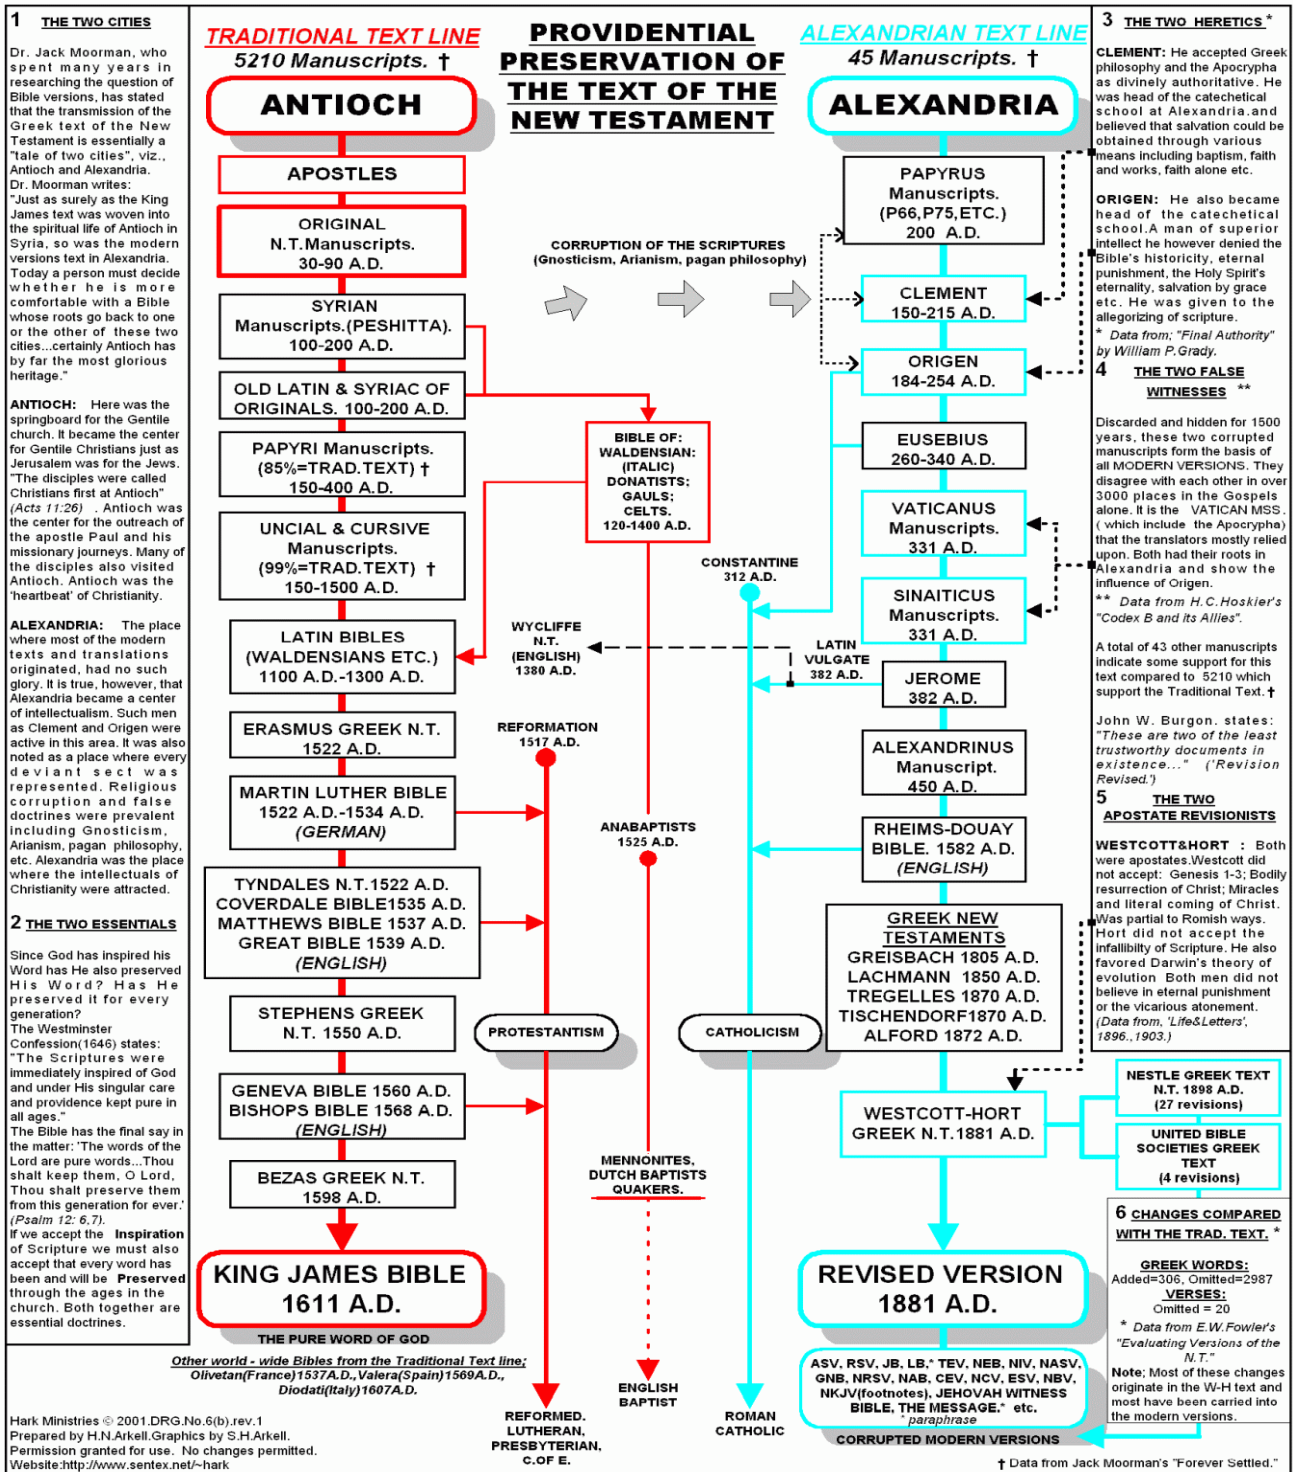 1 THE TWO CITIES
Dr. Jack Moorman, who
spent many years in
researching the question of
Bible versions, has stated
that the transmission of the
Greek text of the New
Testament is essentially a
"tale of two cities", viz.,
Antioch and Alexandria.
Dr. Moorman writes:
"Just as surely as the King
James text was woven into
the spiritual life of Antioch in
Syria, so was the modern
versions text in Alexandria.
Today a person must decide
whether he is more
comfortable with a Bible
whose roots go back to one
or the other of these two
cities...certainly Antioch has
by far the most glorious
heritage."
ANTIOCH: Here was the
springboard for the Gentile
church. It became the center
for Gentile Christians just as
Jerusalem was for the Jews.
"The disciples were called
Christians first at Antioch"
(Acts 11:26) . Antioch was
the center for the outreach of
the apostle Paul and his
missionary journeys. Many of
the disciples also visited
Antioch. Antioch was the
'heartbeat' of Christianity.
ALEXANDRIA: The place
where most of the modern
texts and translations
originated, had no such
glory. It is true, however, that
Alexandria became a center
of intellectualism. Such men
as Clement and Origen were
active in this area. It was also
noted as a place where every
deviant sect was
represented. Religious
corruption and false
doctrines were prevalent
including Gnosticism,
Arianism, pagan philosophy,
etc. Alexandria was the place
where the intellectuals of
Christianity were attracted.
2 THE TWO ESSENTIALS
Since God has inspired his
Word has He also preserved
His Word? Has He
preserved it for every
generation?
The Westminster
Confession(1646) states:
"The Scriptures were
immediately inspired of God
and under His singular care
and providence kept pure in
all ages."
The Bible has the final say in
the matter: 'The words of the
Lord are pure words...Thou
shalt keep them, O Lord,
Thou shalt preserve them
from this generation for ever.'
(Psalm 12: 6,7).
If we accept the Inspiration
of Scripture we must also
accept that every word has
been and will be Preserved
through the ages in the
church. Both together are
essential doctrines.
Hark Ministries © 2001.DRG.No.6(b).rev.1
Prepared by H.N.Arkell.Graphics by S.H.Arkell.
Permission granted for use. No changes permitted.
Website:http://www.sentex.net/~hark
TRADITIONAL TEXT LINE
5210 Manuscripts. †
ANTIOCH
APOSTLES
ORIGINAL
N.T.Manuscripts.
30-90 A.D.
SYRIAN
Manuscripts.(PESHITTA).
100-200 A.D.
OLD LATIN & SYRIAC OF
ORIGINALS. 100-200 A.D.
PAPYRI Manuscripts.
(85%=TRAD.TEXT) †
150-400 A.D.
UNCIAL & CURSIVE
Manuscripts.
(99%=TRAD.TEXT) †
150-1500 A.D.
LATIN BIBLES
(WALDENSIANS ETC.)
1100 A.D.-1300 A.D.
ERASMUS GREEK N.T.
1522 A.D.
MARTIN LUTHER BIBLE
1522 A.D.-1534 A.D.
(GERMAN)
TYNDALES N.T.1522 A.D.
COVERDALE BIBLE1535 A.D.
MATTHEWS BIBLE 1537 A.D.
GREAT BIBLE 1539 A.D.
(ENGLISH)
STEPHENS GREEK
N.T. 1550 A.D.
GENEVA BIBLE 1560 A.D.
BISHOPS BIBLE 1568 A.D.
(ENGLISH)
BEZAS GREEK N.T.
1598 A.D.
KING JAMES BIBLE
1611 A.D.
THE PURE WORD OF GOD
Other world - wide Bibles from the Traditional Text line;
Olivetan(France)1537A.D.,Valera(Spain)1569A.D.,
Diodati(Italy)1607A.D.
PROVIDENTIAL
PRESERVATION OF
THE TEXT OF THE
NEW TESTAMENT
CORRUPTION OF THE SCRIPTURES
(Gnosticism, Arianism, pagan philosophy)
BIBLE OF:
WALDENSIAN:
(ITALIC)
DONATISTS;
GAULS;
CELTS.
120-1400 A.D.
CONSTANTINE
312 A.D.
WYCLIFFE
N.T.
(ENGLISH)
1380 A.D.
LATIN
VULGATE
382 A.D.
REFORMATION
1517 A.D.
ANABAPTISTS
1525 A.D.
PROTESTANTISM
CATHOLICISM
MENNONITES,
DUTCH BAPTISTS
QUAKERS.
ENGLISH
BAPTIST
REFORMED.
LUTHERAN,
PRESBYTERIAN,
C.OF E.
ROMAN
CATHOLIC
ALEXANDRIAN TEXT LINE
45 Manuscripts. †
ALEXANDRIA
PAPYRUS
Manuscripts.
(P66,P75,ETC.)
200 A.D.
CLEMENT
150-215 A.D.
ORIGEN
184-254 A.D.
EUSEBIUS
260-340 A.D.
VATICANUS
Manuscripts.
331 A.D.
SINAITICUS
Manuscripts.
331 A.D.
JEROME
382 A.D.
ALEXANDRINUS
Manuscript.
450 A.D.
RHEIMS-DOUAY
BIBLE. 1582 A.D.
(ENGLISH)
GREEK NEW
TESTAMENTS
GREISBACH 1805 A.D.
LACHMANN 1850 A.D.
TREGELLES 1870 A.D.
TISCHENDORF1870 A.D.
ALFORD 1872 A.D.
WESTCOTT-HORT
GREEK N.T.1881 A.D.
REVISED VERSION
1881 A.D.
ASV, RSV, JB, LB,* TEV, NEB, NIV, NASV,
GNB, NRSV, NAB, CEV, NCV, ESV, NBV,
NKJV(footnotes), JEHOVAH WITNESS
BIBLE, THE MESSAGE.* etc.
* paraphrase
CORRUPTED MODERN VERSIONS
3 THE TWO HERETICS *
CLEMENT: He accepted Greek
philosophy and the Apocrypha
as divinely authoritative. He
was head of the catechetical
school at Alexandria.and
believed that salvation could be
obtained through various
means including baptism, faith
and works, faith alone etc.
ORIGEN: He also became
head of the catechetical
school.A man of superior
intellect he however denied the
Bible's historicity, eternal
punishment, the Holy Spirit's
eternality, salvation by grace
etc. He was given to the
allegorizing of scripture.
* Data from; "Final Authority"
by William P.Grady.
4 THE TWO FALSE
WITNESSES **
Discarded and hidden for 1500
years, these two corrupted
manuscripts form the basis of
all MODERN VERSIONS. They
disagree with each other in over
3000 places in the Gospels
alone. It is the VATICAN MSS.
( which include the Apocrypha)
that the translators mostly relied
upon. Both had their roots in
Alexandria and show the
influence of Origen.
** Data from H.C.Hoskier's
"Codex B and its Allies".
A total of 43 other manuscripts
indicate some support for this
text compared to 5210 which
support the Traditional Text. †
John W. Burgon. states:
"These are two of the least
trustworthy documents in
existence..." ('Revision
Revised.')
5 THE TWO
APOSTATE REVISIONISTS
WESTCOTT&HORT : Both
were apostates.Westcott did
not accept: Genesis 1-3; Bodily
resurrection of Christ; Miracles
and literal coming of Christ.
Was partial to Romish ways.
Hort did not accept the
infallibilty of Scripture. He also
favored Darwin's theory of
evolution Both men did not
believe in eternal punishment
or the vicarious atonement.
(Data from, 'Life&Letters',
1896.,1903.)
NESTLE GREEK TEXT
N.T. 1898 A.D.
(27 revisions)
UNITED BIBLE
SOCIETIES GREEK
TEXT
(4 revisions)
6 CHANGES COMPARED
WITH THE TRAD. TEXT. *
GREEK WORDS:
Added=306, Omitted=2987
VERSES:
Omitted = 20
* Data from E.W.Fowler's
"Evaluating Versions of the
N.T."
Note; Most of these changes
originate in the W-H text and
most have been carried into
the modern versions.
† Data from Jack Moorman's "Forever Settled."